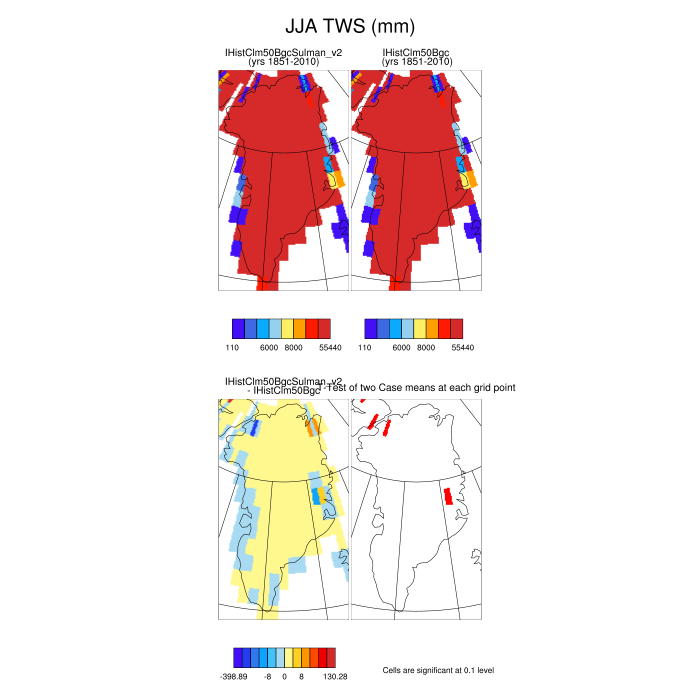 JJA TWS (mm)
IHistClm50BgcSulman_v2
(yrs 1851-2010)
IHistClm50Bgc
(yrs 1851-2010)
110 6000 8000 55440
110 6000 8000 55440
IHistClm50BgcSulman_v2
- IHistClm50Bgc
-Test of two Case means at each grid point
-398.89 -8 0 8 130.28
Cells are significant at 0.1 level